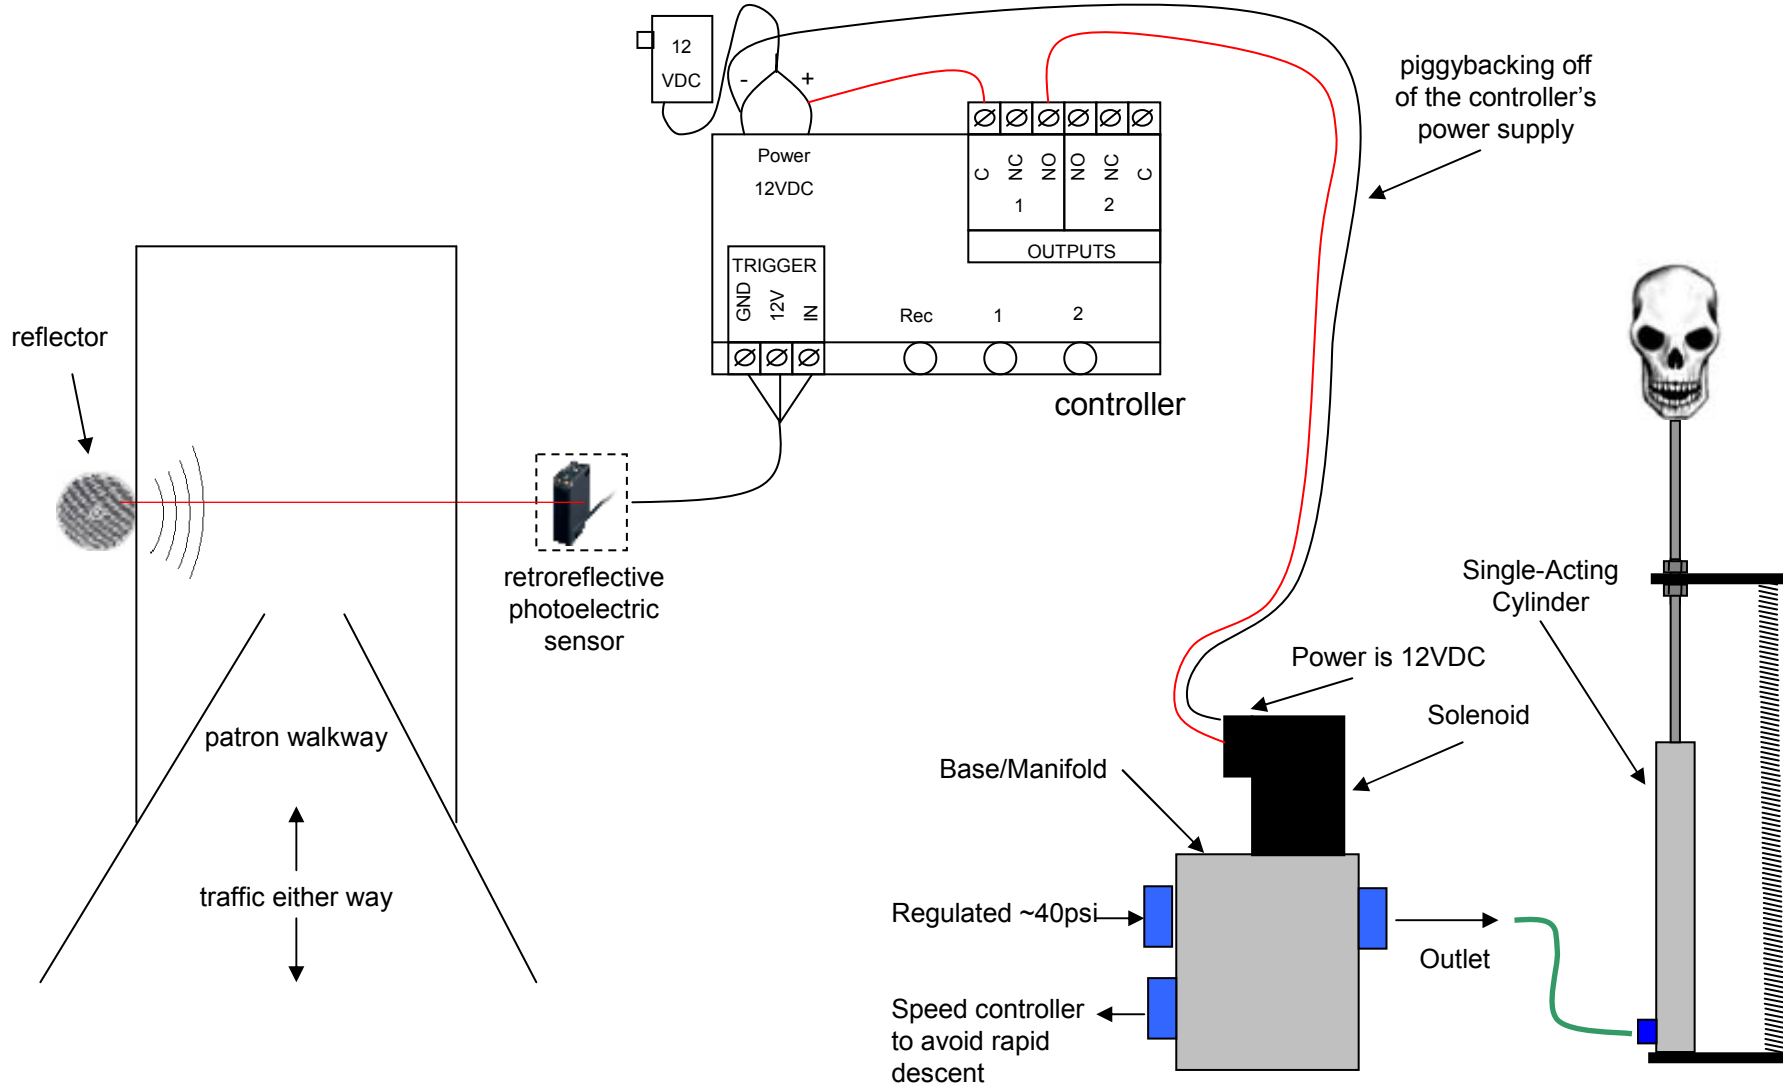 12
VDC
-
+
piggybacking off
of the controller's
power supply
Power
12VDC
C
NC
NO
NO
NC
C
1
2
OUTPUTS
TRIGGER
GND
12V
IN
Rec
1
2
controller
reflector
retroreflective
photoelectric
sensor
Single-Acting
Cylinder
Power is 12VDC
Solenoid
patron walkway
Base/Manifold
traffic either way
Regulated ~40psi
Outlet
Speed controller
to avoid rapid
descent